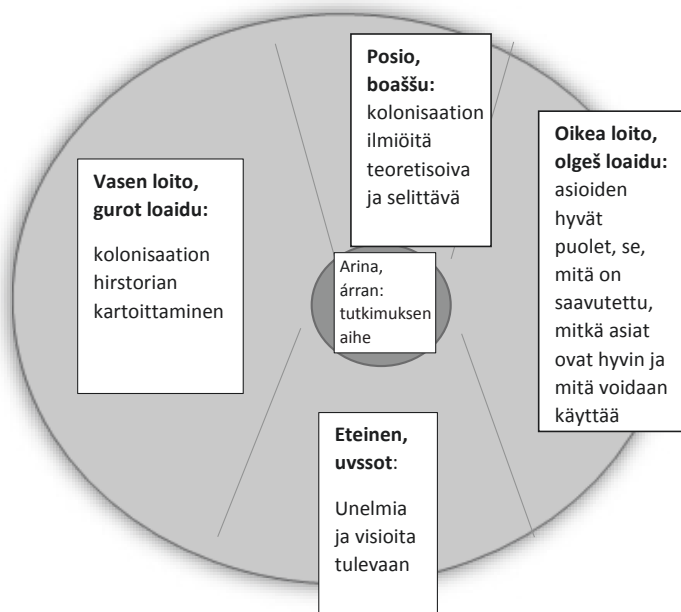 Posio,
boaššu:
kolonisaation
ilmiöitä
teoretisoiva
ja selittävä
Vasen loito,
gurot loaidu:
kolonisaation
hirstorian
kartoittaminen
Oikea loito,
olgeš loaidu:
asioiden
hyvät
puolet, se,
mitä on
saavutettu,
mitkä asiat
ovat hyvin ja
mitä voidaan
käyttää
Arina,
árran:
tutkimuksen
aihe
Eteinen,
uvssot:
Unelmia
ja visioita
tulevaan